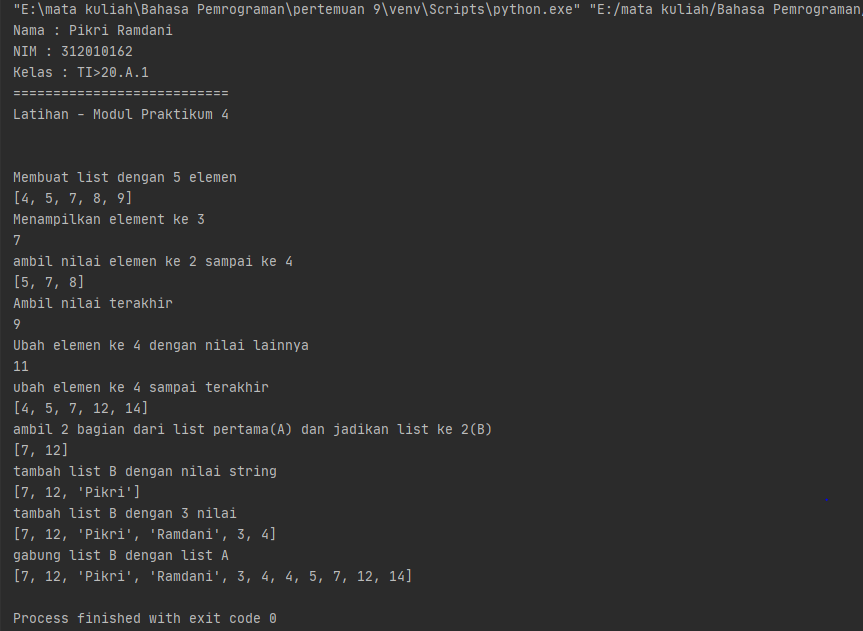 "E:\mata kuliah\Bahasa Pemrograman\pertemuan 9\venv\Scripts\python.exe" "E:/mata kuliah/Bahasa Pemrograman/
Nama : Pikri Ramdani
NIM : 312010162
Kelas : TI>20.A.1
===========================
Latihan - Modul Praktikum 4
Membuat list dengan 5 elemen
[4, 5, 7, 8, 9]
Menampilkan element ke 3
7
ambil nilai elemen ke 2 sampai ke 4
[5, 7, 8]
Ambil nilai terakhir
9
Ubah elemen ke 4 dengan nilai lainnya
11
ubah elemen ke 4 sampai terakhir
[4, 5, 7, 12, 14]
ambil 2 bagian dari list pertama(A) dan jadikan list ke 2(B)
[7, 12]
tambah list B dengan nilai string
[7, 12, 'Pikri']
tambah list B dengan 3 nilai
[7, 12, 'Pikri', 'Ramdani', 3, 4]
gabung list B dengan list A
[7, 12, 'Pikri', 'Ramdani', 3, 4, 4, 5, 7, 12, 14]
Process finished with exit code 0